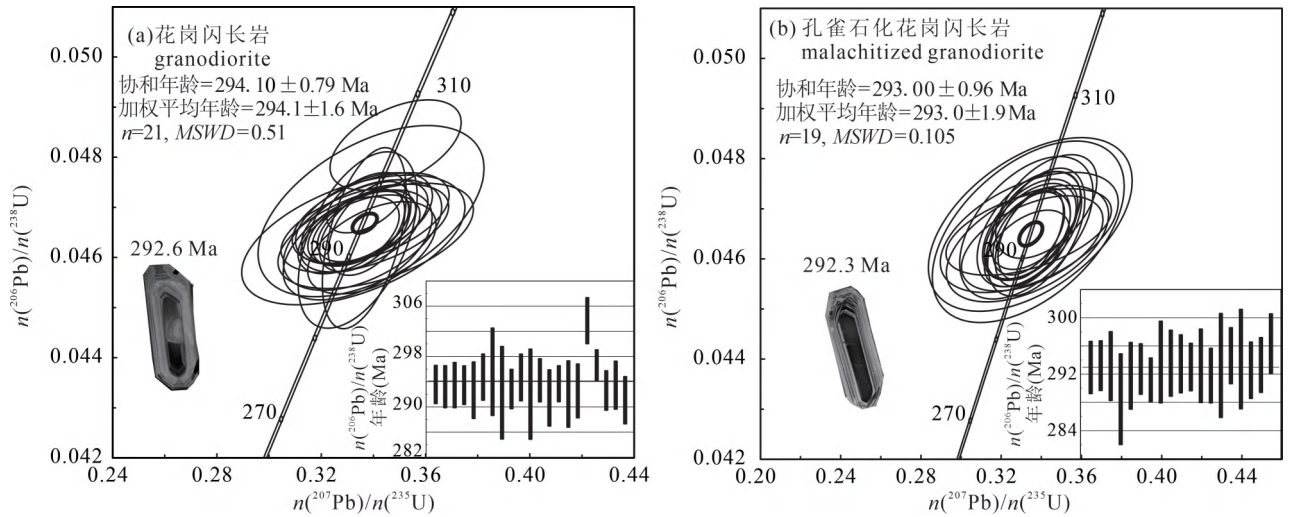 (a)花岗闪长岩
granodiorite
协和年龄=294.10±0.79 Ma
加权平均年龄=294.1±1.6 Ma
n=21, MSWD=0.51
310
290
270
292.6 Ma
0.050
0.048
0.046
0.044
0.042
n(²⁰⁶Pb)/n(²³⁸U)
0.24
0.28
0.32
0.36
0.40
0.44
n(²⁰⁷Pb)/n(²³⁵U)
306
298
290
282
n(²⁰⁶Pb)/n(²³⁸U)
年龄(Ma)
(b) 孔雀石化花岗闪长岩
malachitized granodiorite
协和年龄=293.00±0.96 Ma
加权平均年龄=293.0±1.9Ma
n=19, MSWD=0.105
310
290
270
292.3 Ma
0.050
0.048
0.046
0.044
0.042
n(²⁰⁶Pb)/n(²³⁸U)
0.20
0.24
0.28
0.32
0.36
0.40
0.44
n(²⁰⁷Pb)/n(²³⁵U)
300
292
284
n(²⁰⁶Pb)/n(²³⁸U)
年龄(Ma)